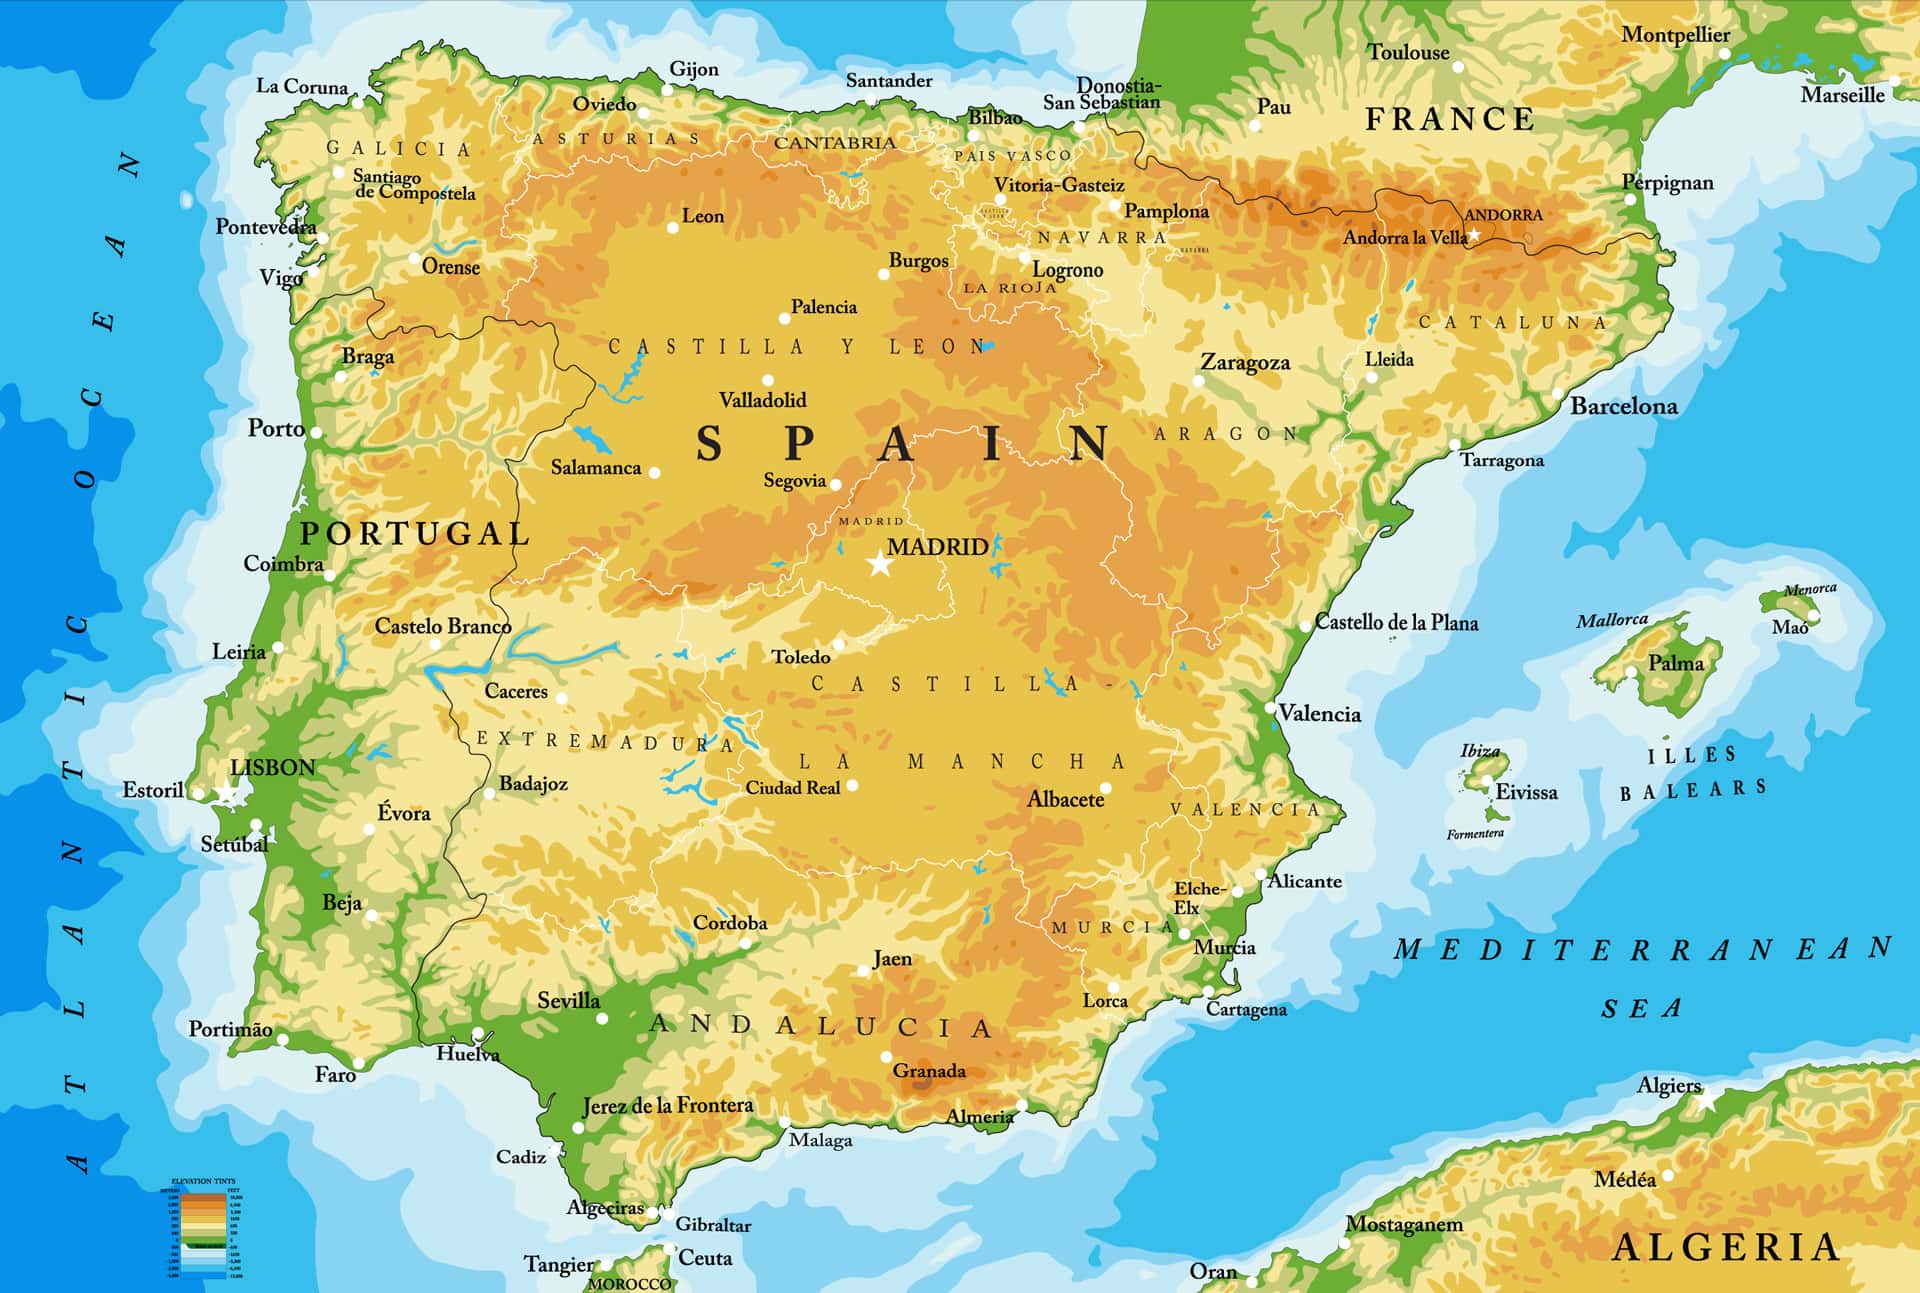 Montpellier
Toulouse
Gijon
La Coruna
Santander
Donostia-
San Sebastian
Marseille
Oviedo
Pau
FRANCE
Bilbao
ASTURIAS
CANTABRIA
GALICIA
PAIS VASCO
Santiago
de Compostela
Vitoria-Gasteiz
Perpignan
Leon
Pamplona
ANDORRA
Pontevedra
NAVARRA
Andorra la Vella
NAVARRA
Orense
Burgos
Logrono
Vigo
LA RIOJA
Palencia
CATALUNA
CASTILLA Y LEON
Braga
Zaragoza
Lleida
Valladolid
Barcelona
Porto
SPAIN
ARAGON
Salamanca
Tarragona
Segovia
MADRID
PORTUGAL
MADRID
Coimbra
Menorca
Mallorca
Castelo Branco
Castello de la Plana
Maó
Leiria
Toledo
Palma
CASTILLA-
Caceres
Valencia
EXTREMADURA
Ibiza
ILLES
LA MANCHA
LISBON
Badajoz
Ciudad Real
Estoril
Eivissa
BALEARS
Albacete
VALENCIA
Évora
Formentera
Setúbal
Alicante
Elche-
Elx
Beja
Cordoba
MURCIA
Murcia
MEDITERRANEAN
SEA
Jaen
Sevilla
Lorca
Cartagena
ANDALUCIA
Portimão
Huelva
Faro
Granada
Algiers
Jerez de la Frontera
Almeria
Malaga
Cadiz
Médéa
ATLANTIC OCEAN
ELEVATION TINTS
METERS
FEET
Algeciras
Gibraltar
Mostaganem
ALGERIA
Ceuta
Tangier
Oran
MOROCCO